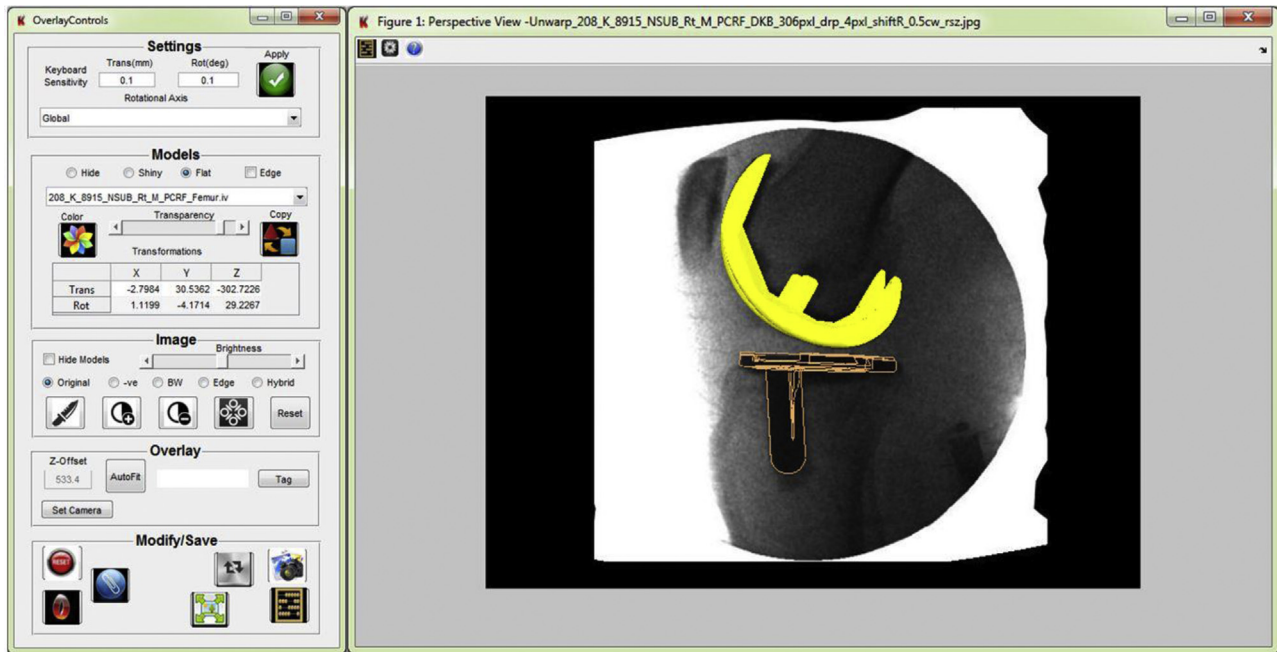 OverlayControls
Settings
Keyboard Sensitivity
Trans(mm) Rot(deg) Apply
0.1 0.1
Rotational Axis
Global
Models
Hide Shiny Flat Edge
208_K_8915_NSUB_Rt_M_PCRF_Femur.iv
Color Transparency Copy
Transformations
X Y Z
Trans -2.7984 30.5362 -302.7226
Rot 1.1199 -4.1714 29.2267
Image
Hide Models Brightness
Original -ve BW Edge Hybrid
Reset
Overlay
Z-Offset
533.4 AutoFit Tag
Set Camera
Modify/Save
RESET
Figure 1: Perspective View -Unwarp_208_K_8915_NSUB_Rt_M_PCRF_DKB_306pxl_drp_4pxl_shiftR_0.5cw_rsz.jpg